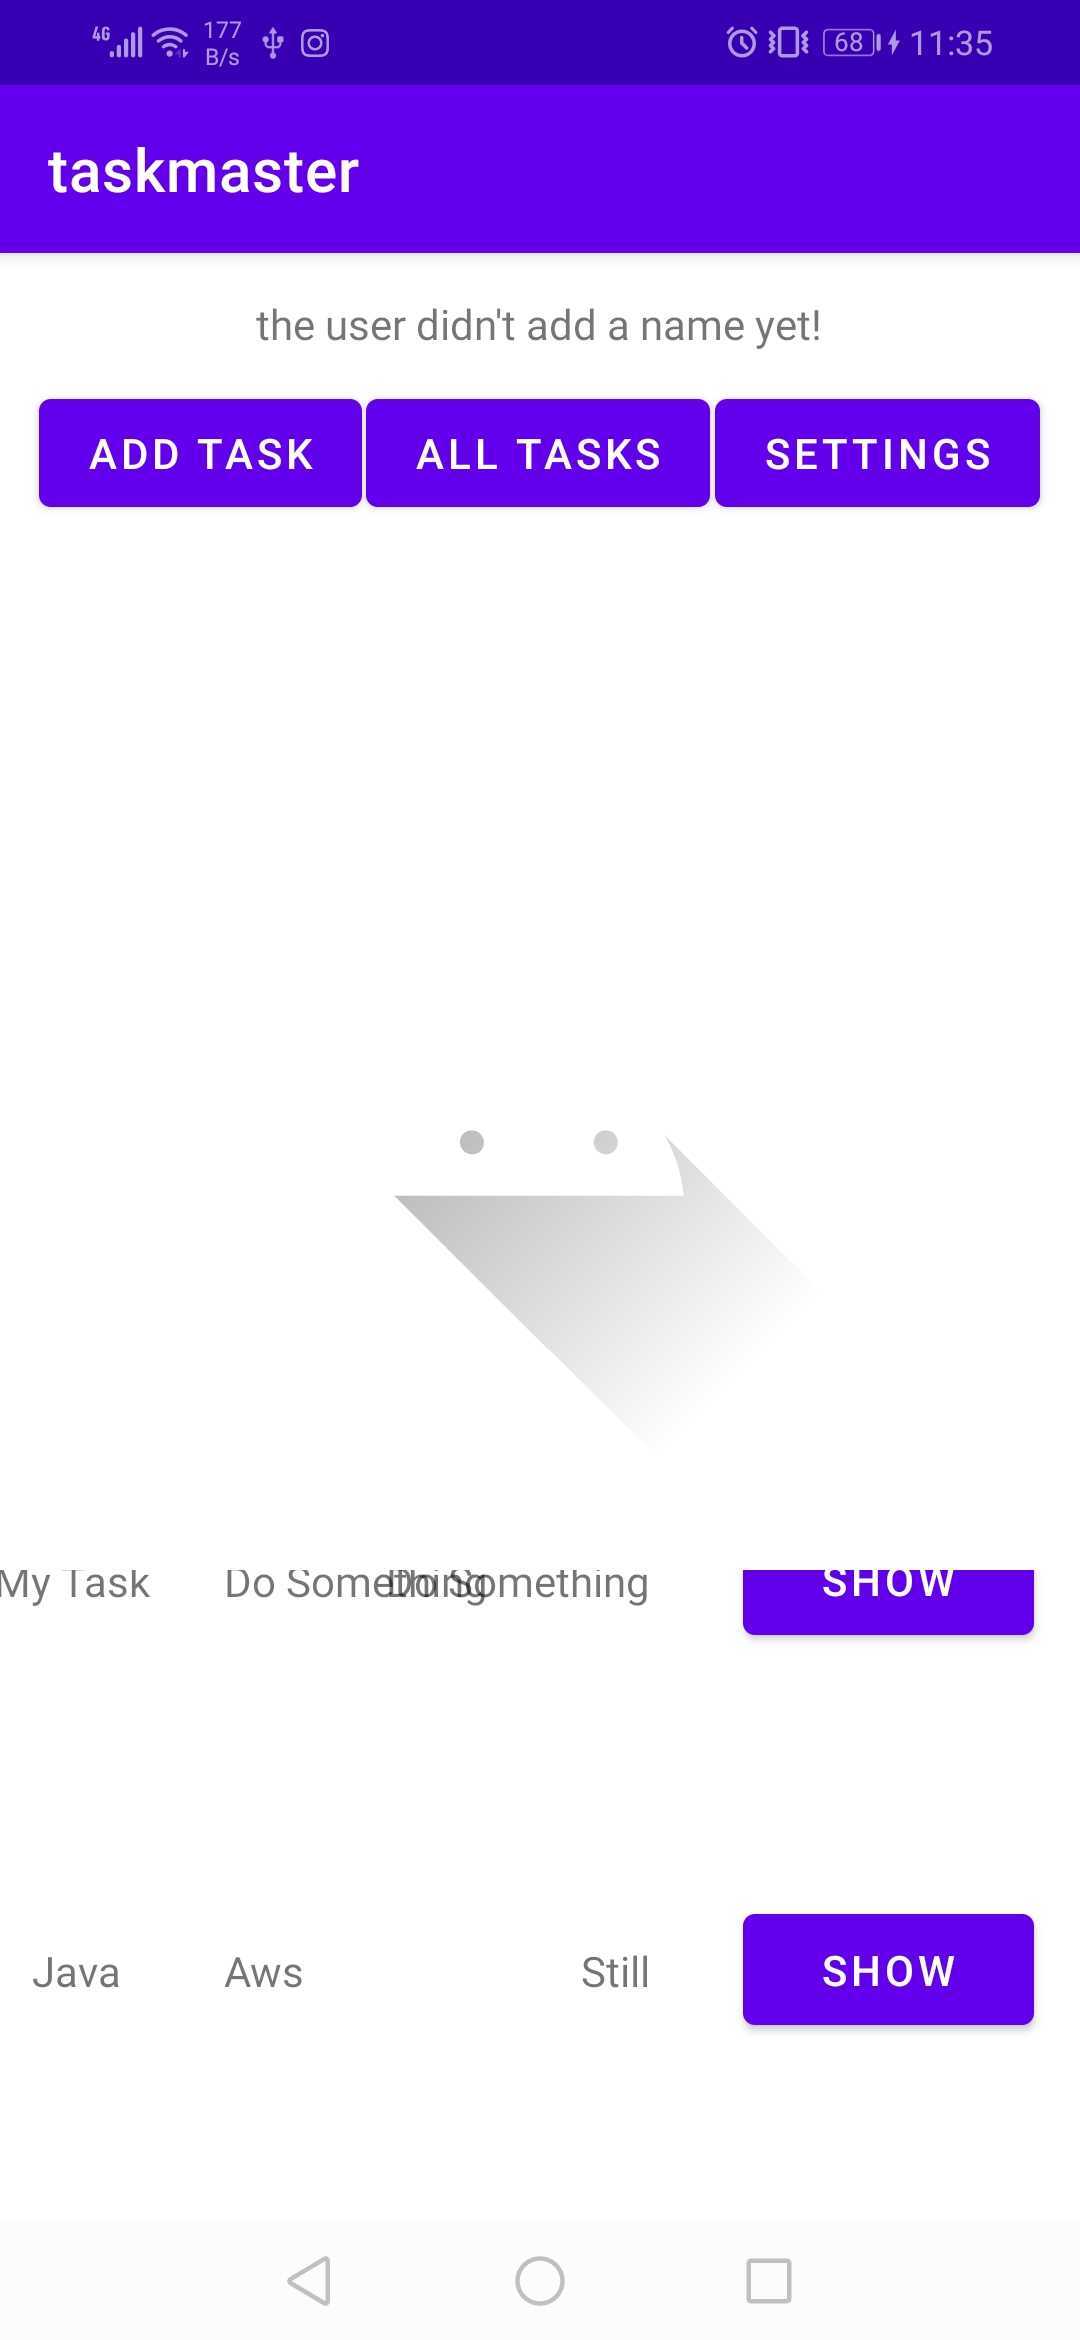 4G 177 B/s 68 11:35
taskmaster
the user didn't add a name yet!
ADD TASK ALL TASKS SETTINGS
My Task Do Something Do Something SHOW
Java Aws Still SHOW